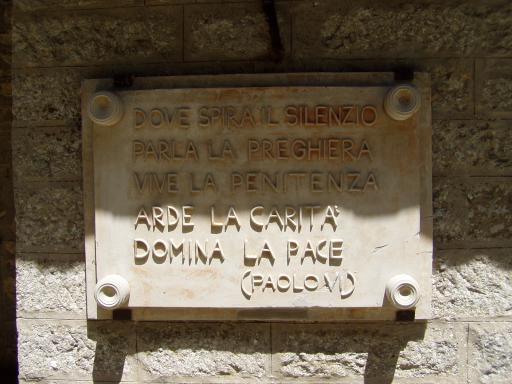 DOVE SPIRA IL SILENZIO
PARLA LA PREGHIERA
VIVE LA PENITENZA
ARDE LA CARITA'
DOMINA LA PACE
(PAOLO VI)